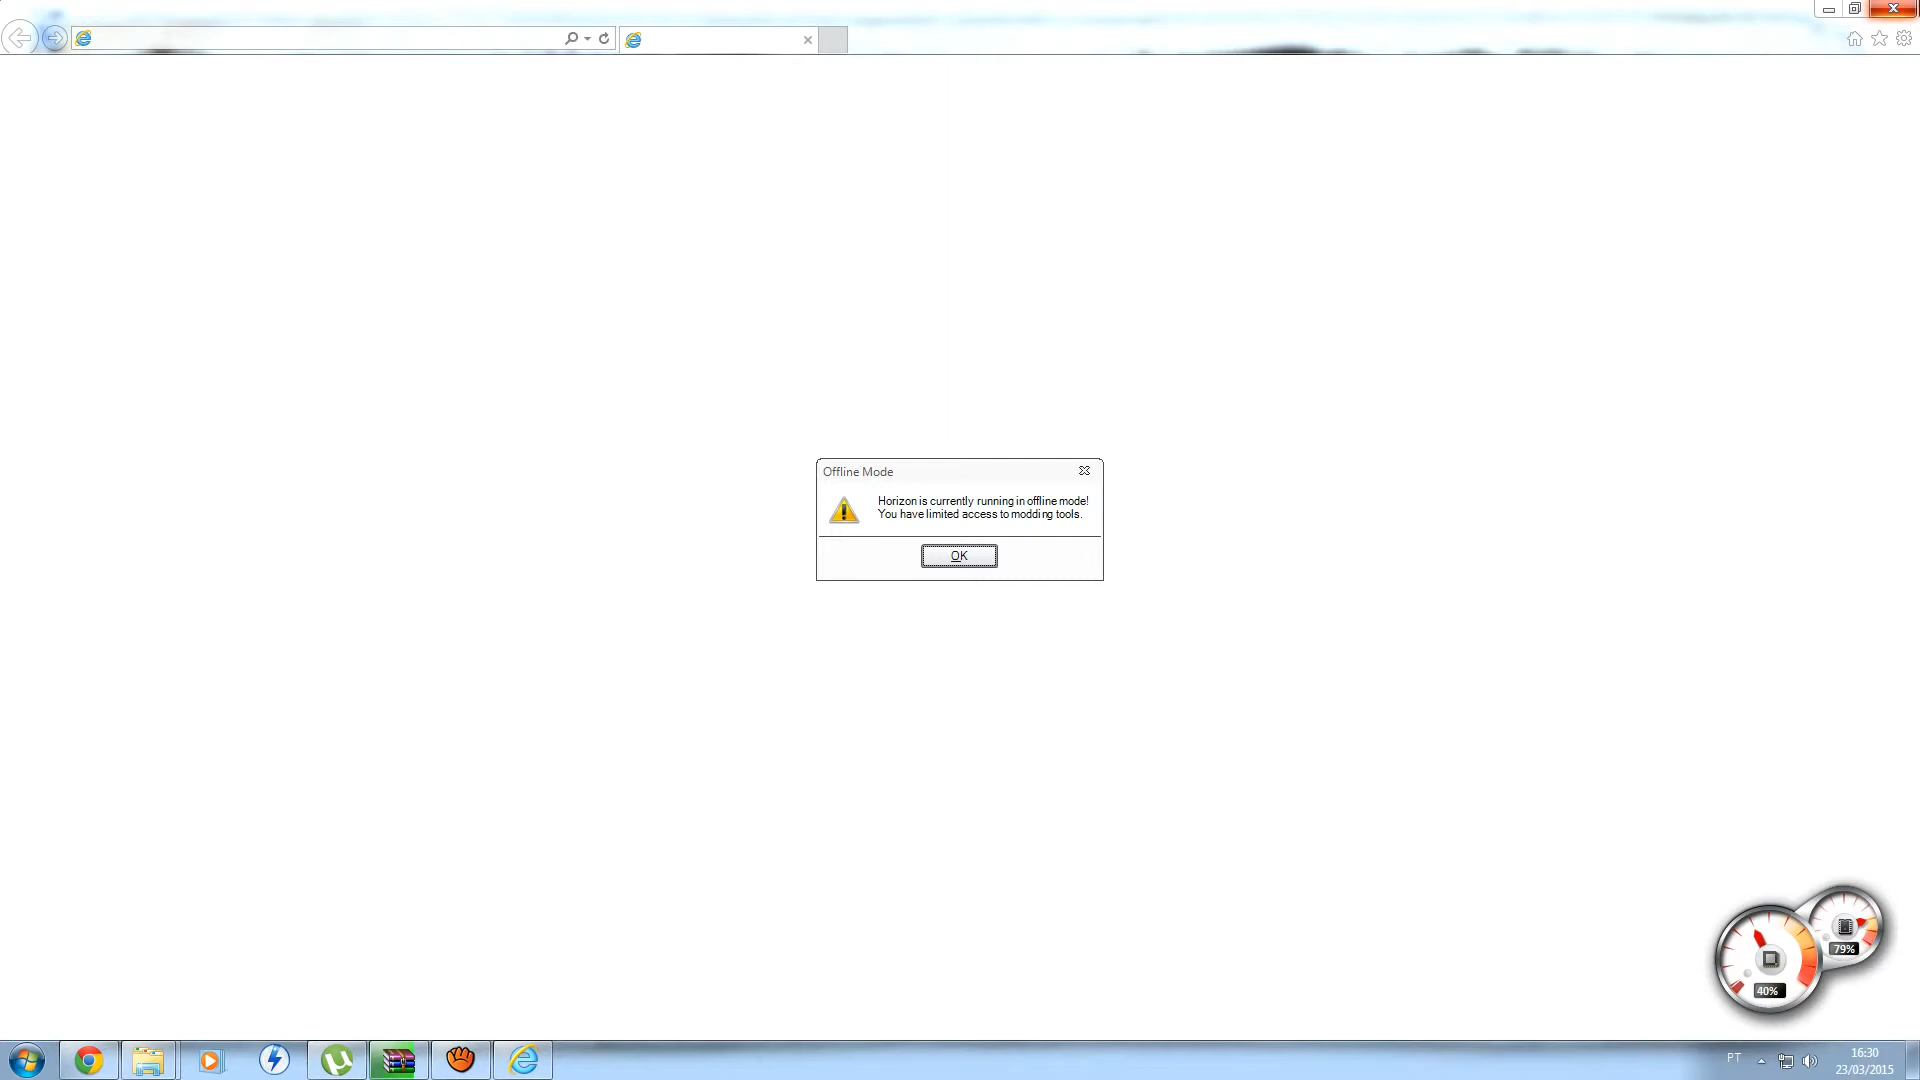 Offline Mode
Horizon is currently running in offline mode!
You have limited access to modding tools.
OK
79%
40%
PT
16:30
23/03/2015